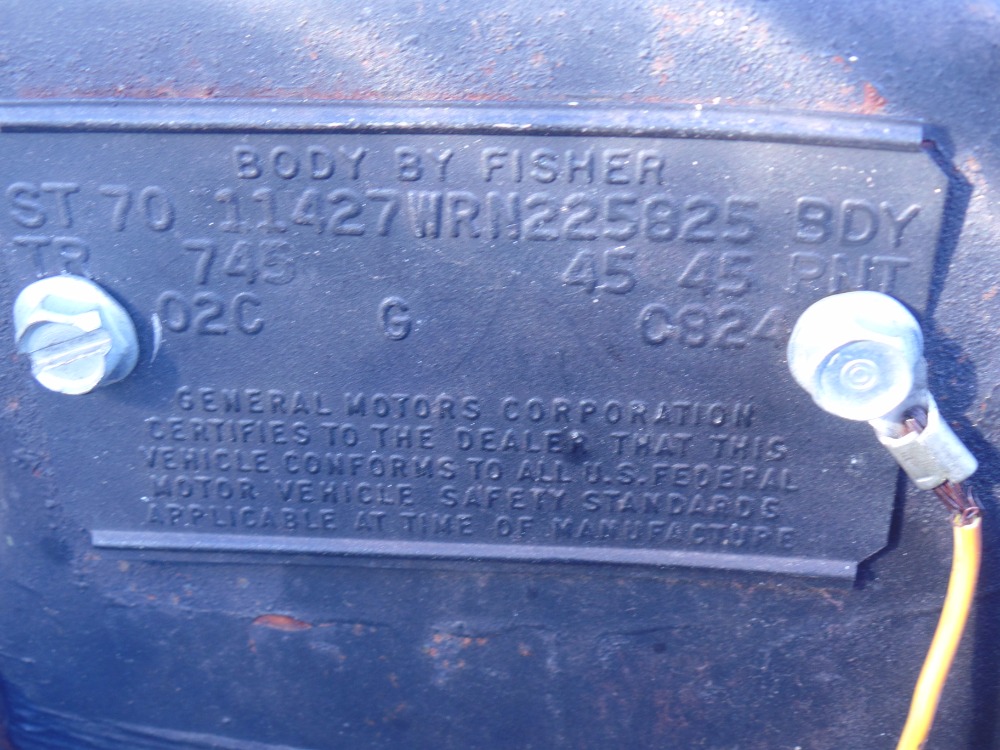 BODY BY FISHER
ST 70 11427WRN225825 BDY
TR 745 45 45 PNT
02C G C824
GENERAL MOTORS CORPORATION
CERTIFIES TO THE DEALER THAT THIS
VEHICLE CONFORMS TO ALL U.S. FEDERAL
MOTOR VEHICLE SAFETY STANDARDS
APPLICABLE AT TIME OF MANUFACTURE